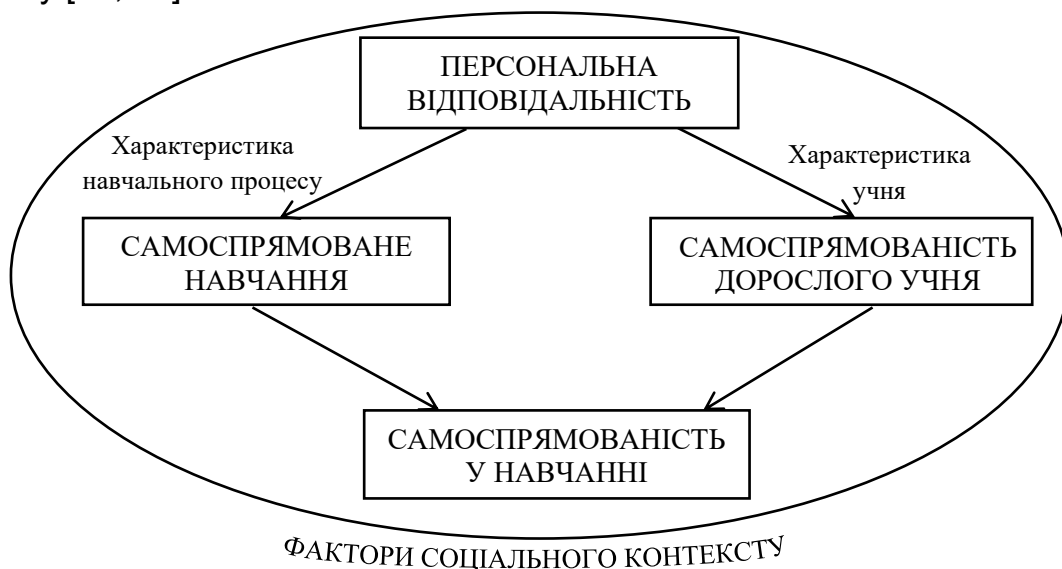 ПЕРСОНАЛЬНА
ВІДПОВІДАЛЬНІСТЬ
Характеристика
навчального процесу
Характеристика
учня
САМОСПРЯМОВАНЕ
НАВЧАННЯ
САМОСПРЯМОВАНІСТЬ
ДОРОСЛОГО УЧНЯ
САМОСПРЯМОВАНІСТЬ
У НАВЧАННІ
ФАКТОРИ СОЦІАЛЬНОГО КОНТЕКСТУ